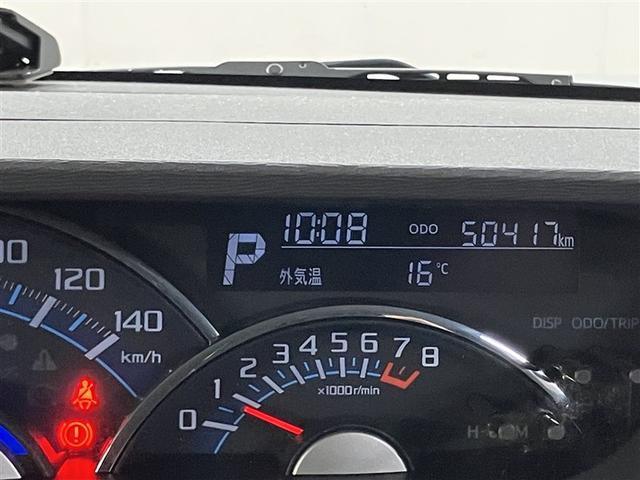 10:08 ODO 50417km
P
外気温 16℃
DISP ODO/TRIP
120
140
km/h
0 1 2 3 4 5 6 7 8
×1000r/min